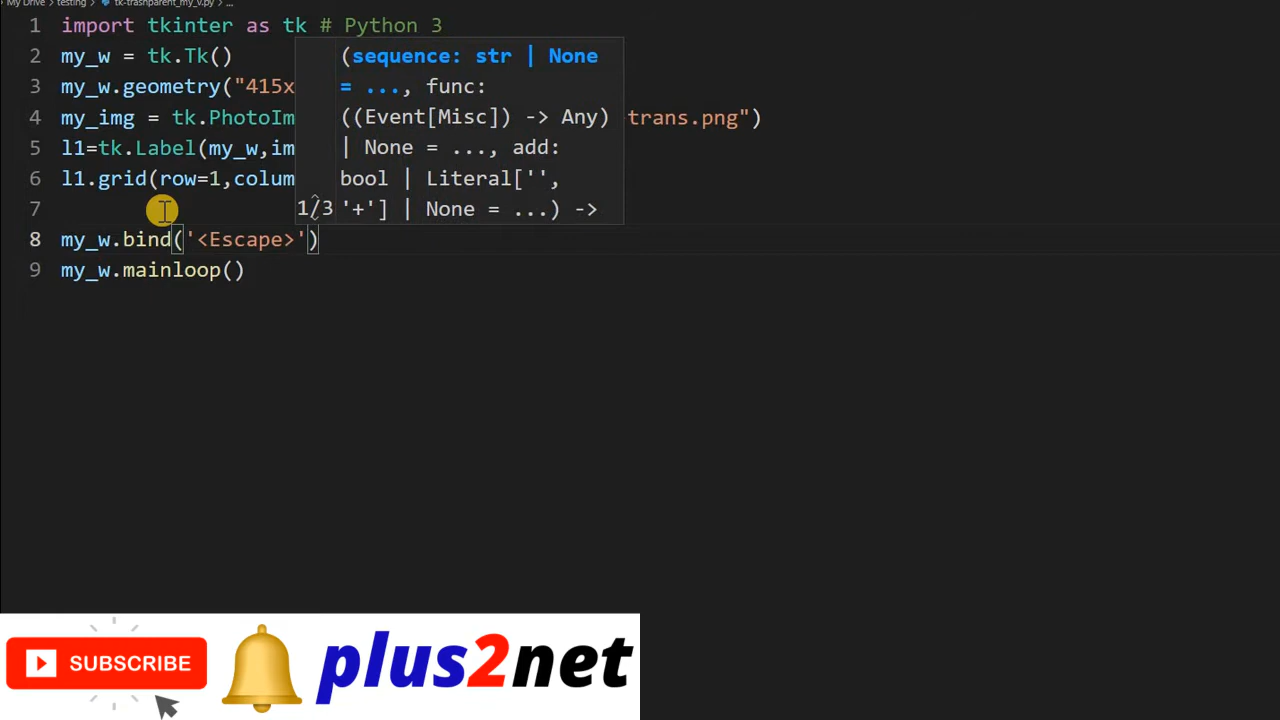 My Drive > testing > tk-trashparent_my_v.py > ...
1 import tkinter as tk # Python 3
2 my_w = tk.Tk()
3 my_w.geometry("415x
4 my_img = tk.PhotoIm trans.png")
5 l1=tk.Label(my_w,im
6 l1.grid(row=1,colum
7
8 my_w.bind('<Escape>')
9 my_w.mainloop()
(sequence: str | None
= ..., func:
((Event[Misc]) -> Any)
| None = ..., add:
bool | Literal['',
1/3 '+'] | None = ...) ->
SUBSCRIBE
plus2net